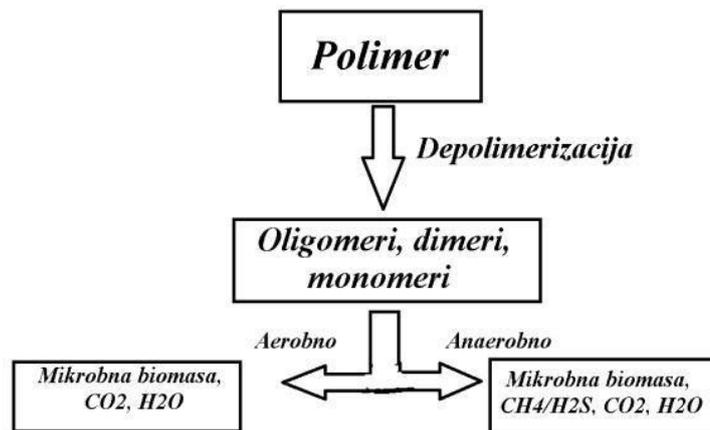 Polimer
Depolimerizacija
Oligomeri, dimeri,
monomeri
Aerobno
Anaerobno
Mikrobna biomasa,
CO2, H2O
Mikrobna biomasa,
CH4/H2S, CO2, H2O